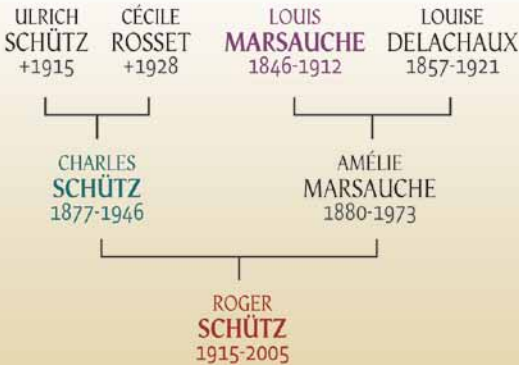 ULRICH
SCHÜTZ
+1915
CÉCILE
ROSSET
+1928
LOUIS
MARSAUCHE
1846-1912
LOUISE
DELACHAUX
1857-1921
CHARLES
SCHÜTZ
1877-1946
AMÉLIE
MARSAUCHE
1880-1973
ROGER
SCHÜTZ
1915-2005